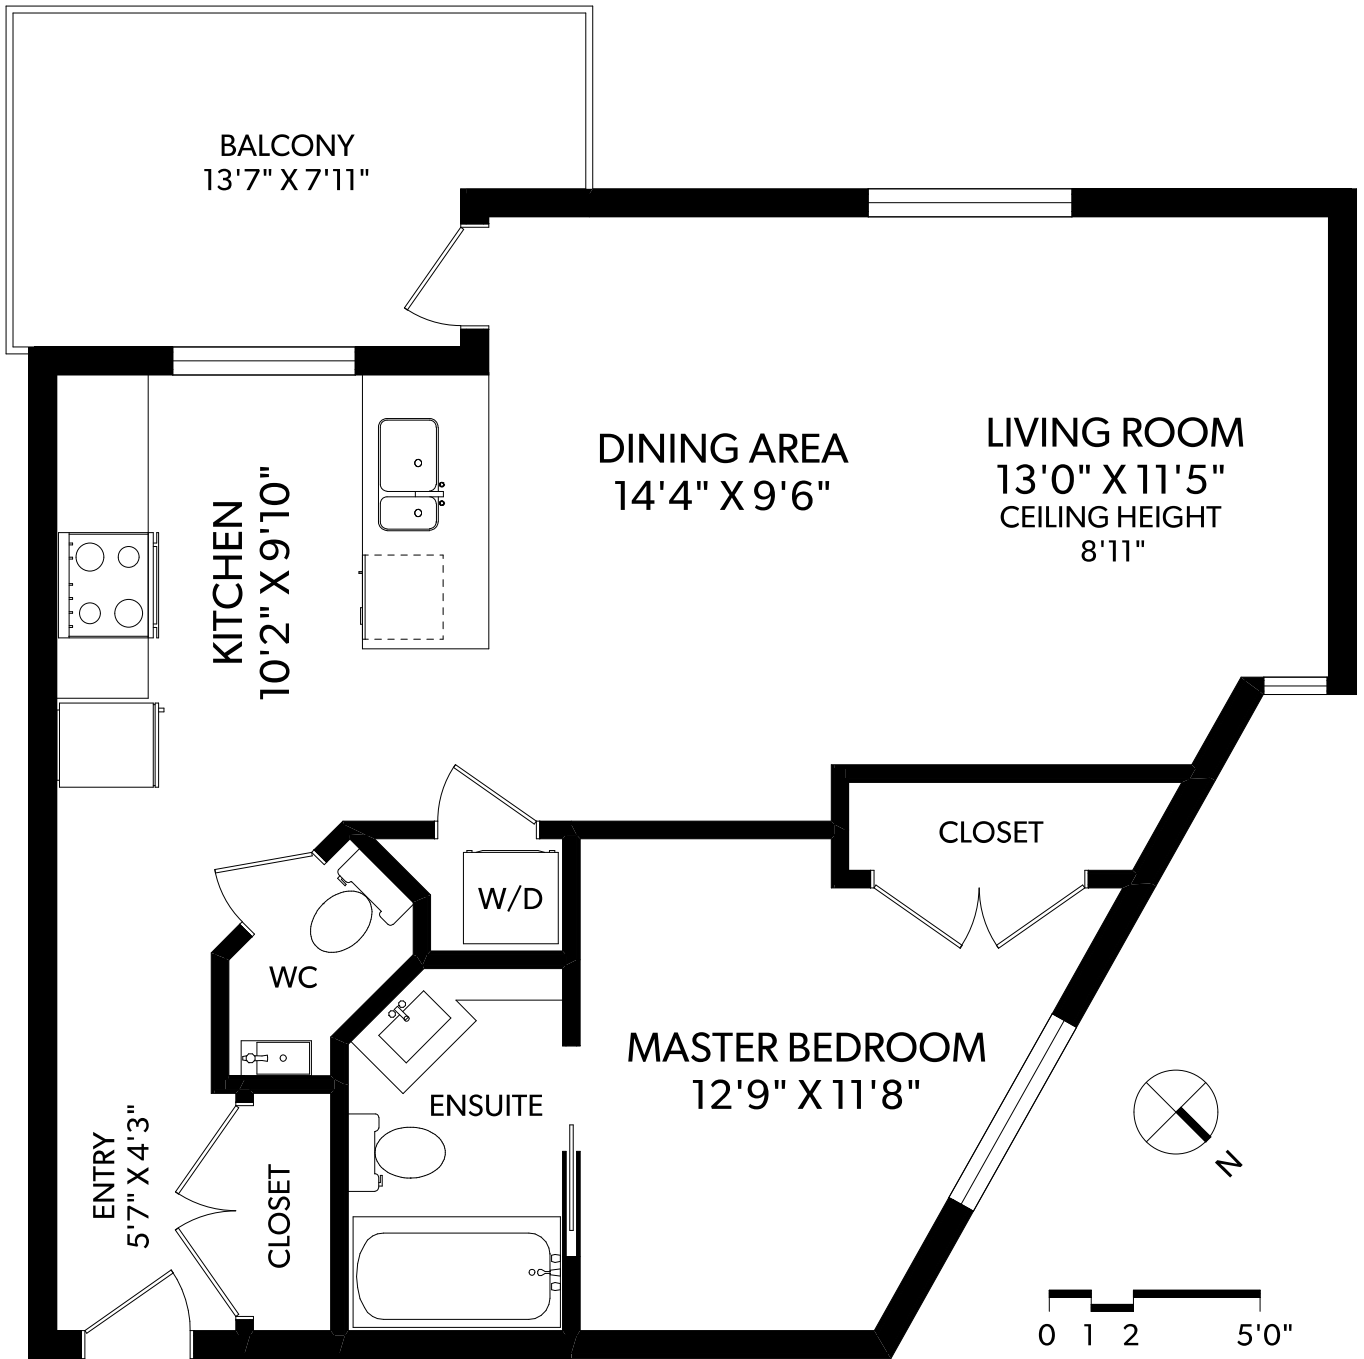 BALCONY
13'7" X 7'11"
DINING AREA
14'4" X 9'6"
LIVING ROOM
13'0" X 11'5"
CEILING HEIGHT
8'11"
KITCHEN
10'2" X 9'10"
CLOSET
W/D
WC
MASTER BEDROOM
12'9" X 11'8"
ENSUITE
ENTRY
5'7" X 4'3"
CLOSET
N
0 1 2 5'0"